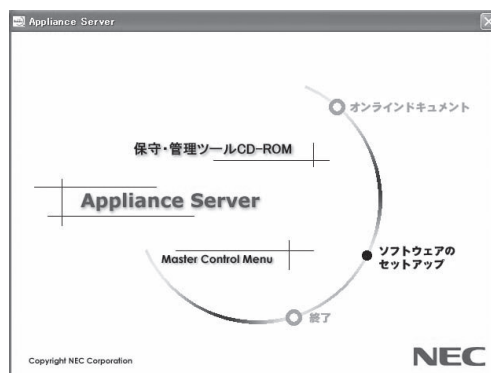 Appliance Server
オンラインドキュメント
保守・管理ツールCD-ROM
Appliance Server
ソフトウェアの
セットアップ
Master Control Menu
終了
Copyright NEC Corporation
NEC